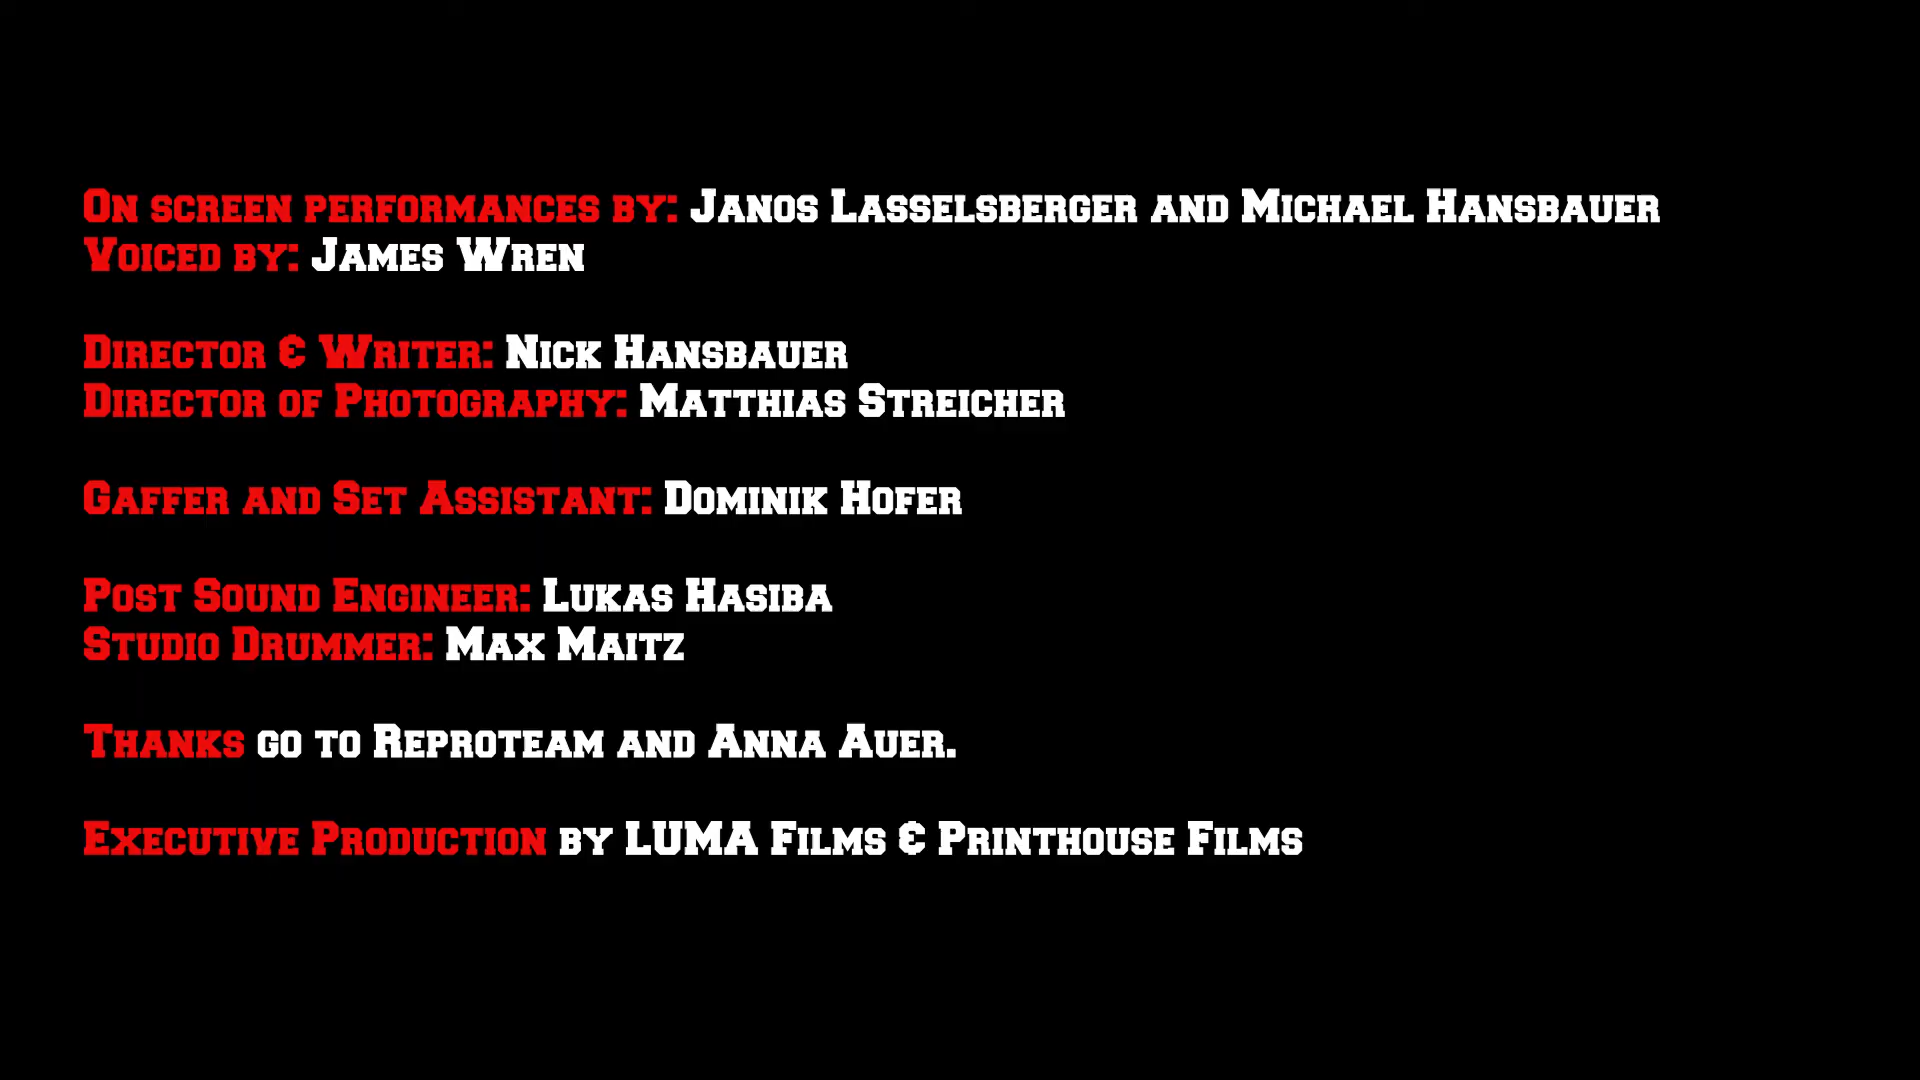 On screen performances by: Janos Lasselsberger and Michael Hansbauer
Voiced by: James Wren
Director & Writer: Nick Hansbauer
Director of Photography: Matthias Streicher
Gaffer and Set Assistant: Dominik Hofer
Post Sound Engineer: Lukas Hasiba
Studio Drummer: Max Maitz
Thanks go to Reproteam and Anna Auer.
Executive Production by LUMA Films & Printhouse Films